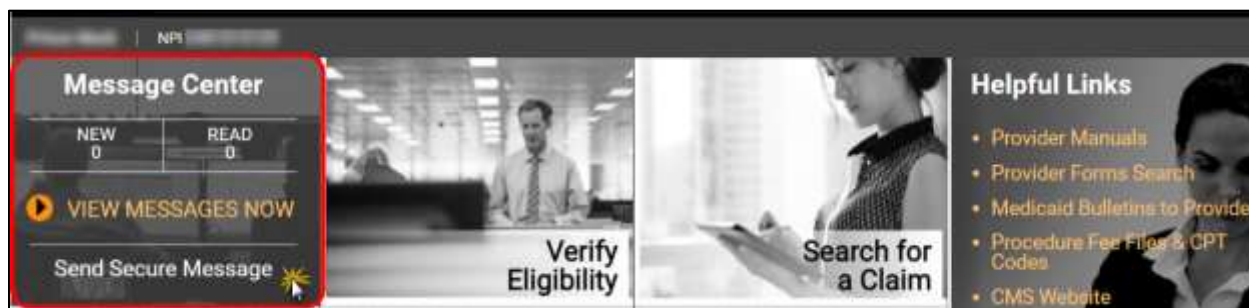 NPI
Message Center
NEW READ
0 0
VIEW MESSAGES NOW
Send Secure Message
Verify
Eligibility
Search for
a Claim
Helpful Links
• Provider Manuals
• Provider Forms Search
• Medicaid Bulletins to Provide
• Procedure Fee Files & CPT
Codes
• CMS Website